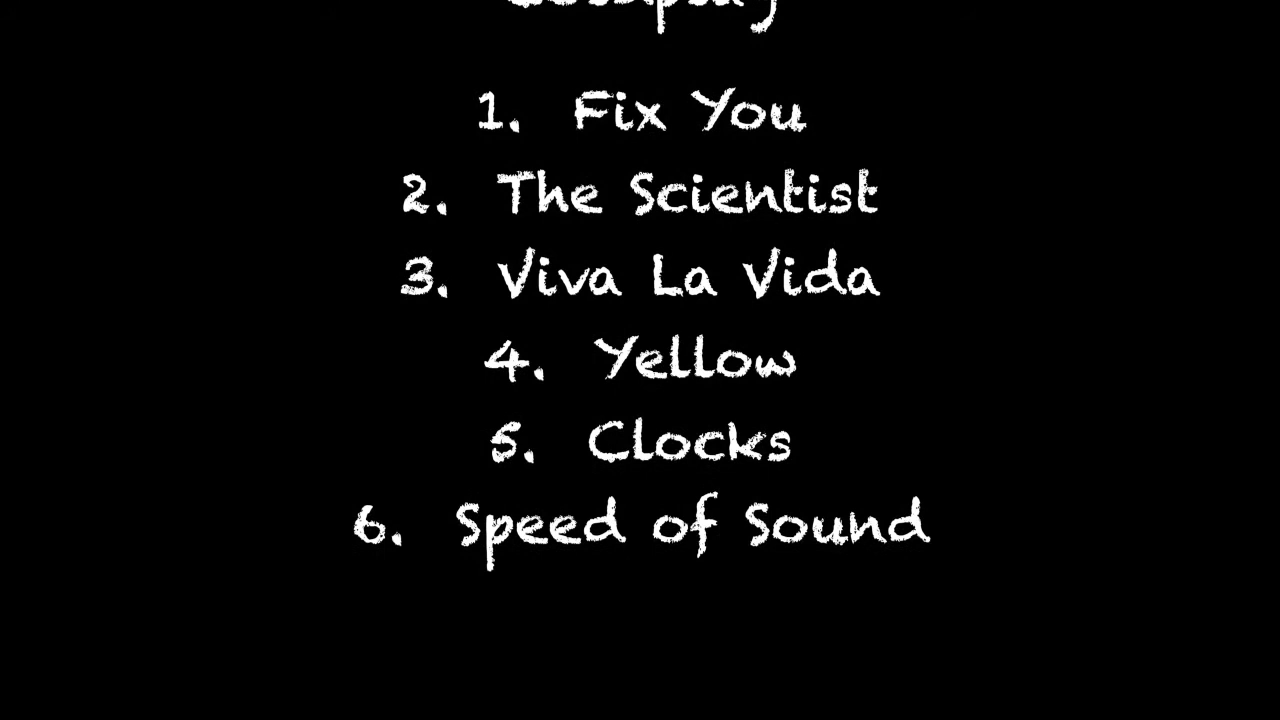 1. Fix You
2. The Scientist
3. Viva La Vida
4. Yellow
5. Clocks
6. Speed of Sound